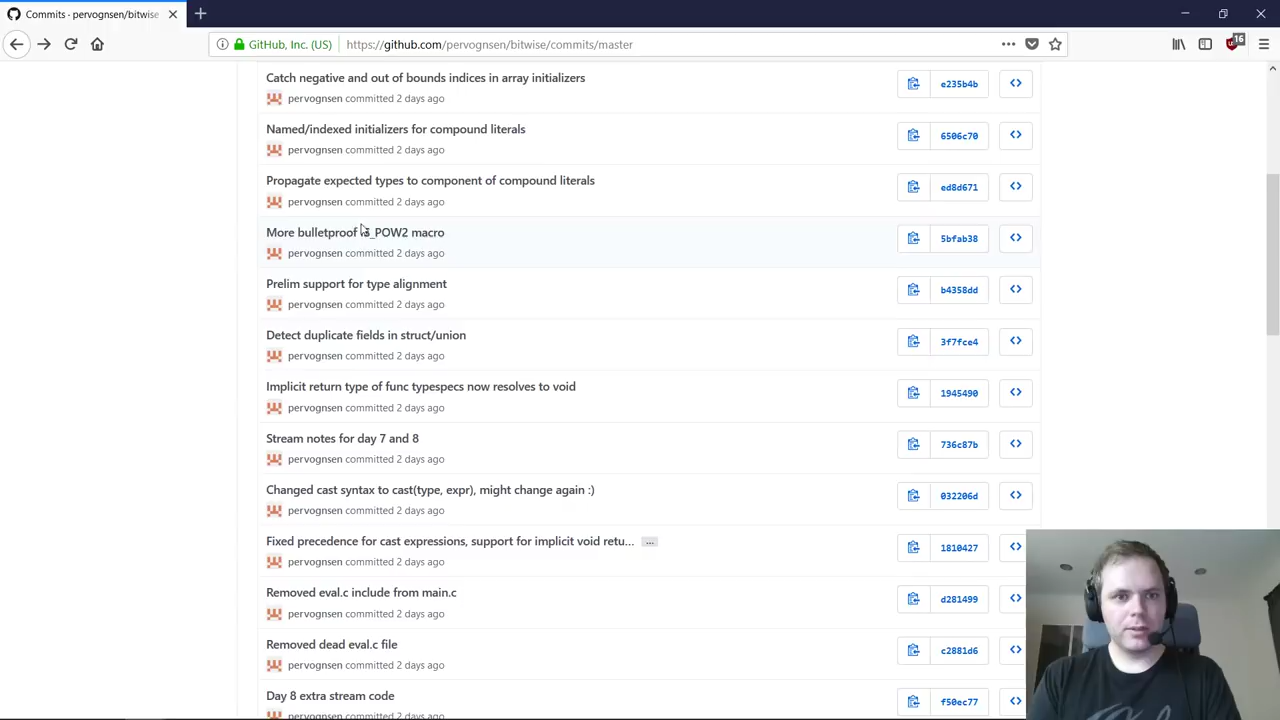 Commits · pervognsen/bitwise
GitHub, Inc. (US)
https://github.com/pervognsen/bitwise/commits/master
16
Catch negative and out of bounds indices in array initializers
pervognsen committed 2 days ago
e235b4b
Named/indexed initializers for compound literals
pervognsen committed 2 days ago
6506c70
Propagate expected types to component of compound literals
pervognsen committed 2 days ago
ed8d671
More bulletproof IS_POW2 macro
pervognsen committed 2 days ago
5bfab38
Prelim support for type alignment
pervognsen committed 2 days ago
b4358dd
Detect duplicate fields in struct/union
pervognsen committed 2 days ago
3f7fce4
Implicit return type of func typespecs now resolves to void
pervognsen committed 2 days ago
1945490
Stream notes for day 7 and 8
pervognsen committed 2 days ago
736c87b
Changed cast syntax to cast(type, expr), might change again :)
pervognsen committed 2 days ago
032206d
Fixed precedence for cast expressions, support for implicit void retu... …
pervognsen committed 2 days ago
1810427
Removed eval.c include from main.c
pervognsen committed 2 days ago
d281499
Removed dead eval.c file
pervognsen committed 2 days ago
c2881d6
Day 8 extra stream code
pervognsen committed 2 days ago
f50ec77